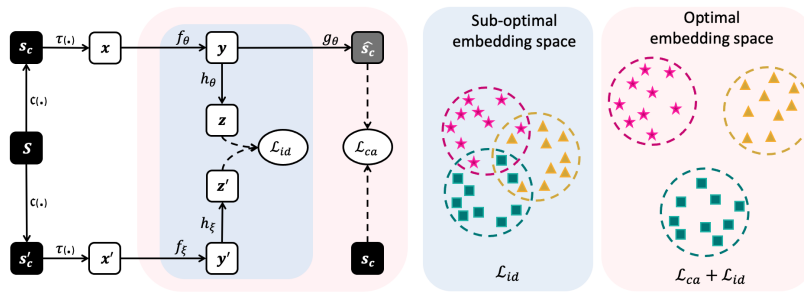 s_c τ(.) x f_θ y g_θ ŝ_c
h_θ
c(.)
z
S L_id L_ca
z'
c(.)
h_ξ
s'_c τ(.) x' f_ξ y' s_c
Sub-optimal
embedding space
L_id
Optimal
embedding space
L_ca + L_id